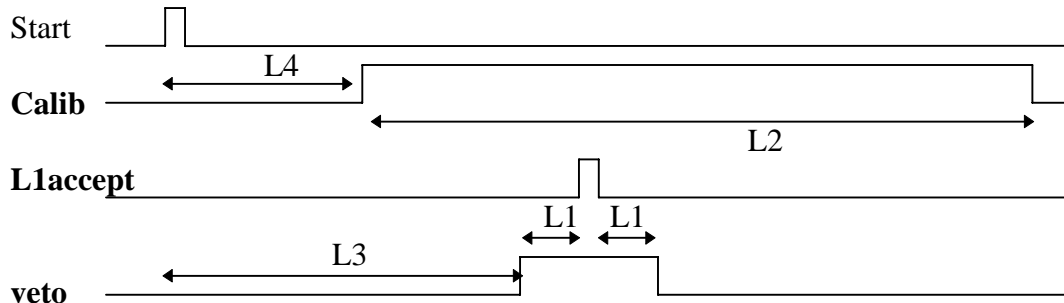 Start
L4
Calib
L2
L1accept
L1 L1
L3
veto